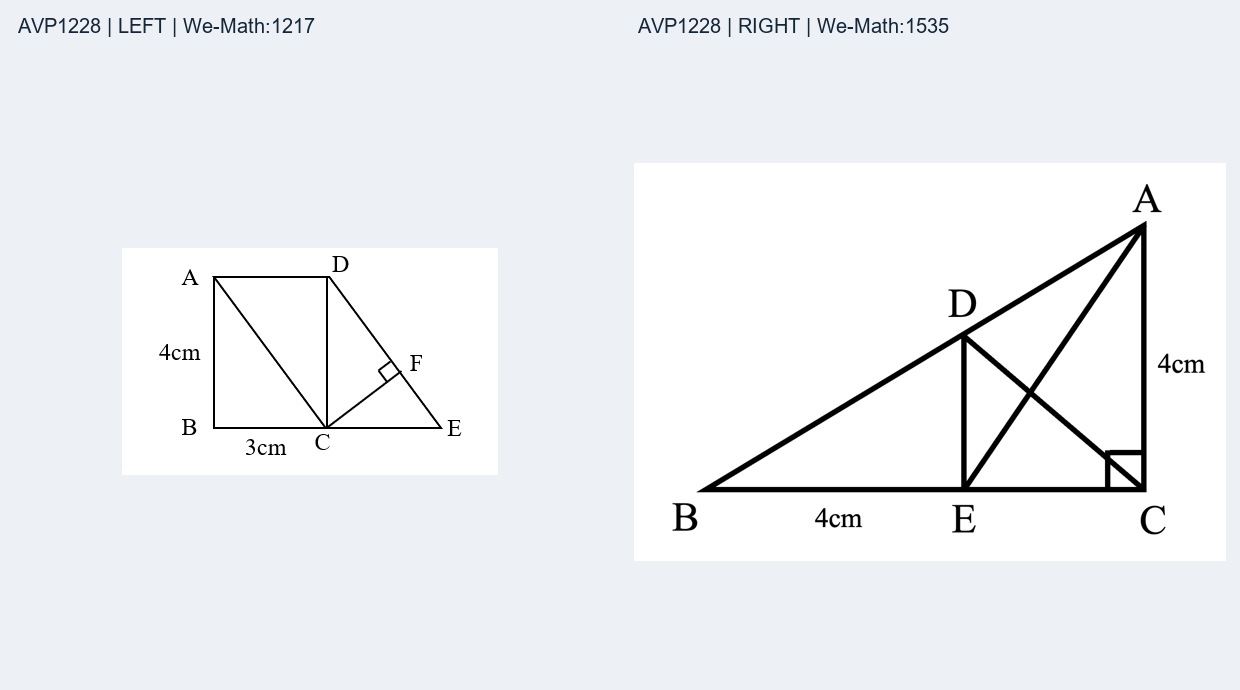 AVP1228 | LEFT | We-Math:1217
A
D
4cm
F
B
3cm
C
E
AVP1228 | RIGHT | We-Math:1535
A
D
4cm
B
4cm
E
C